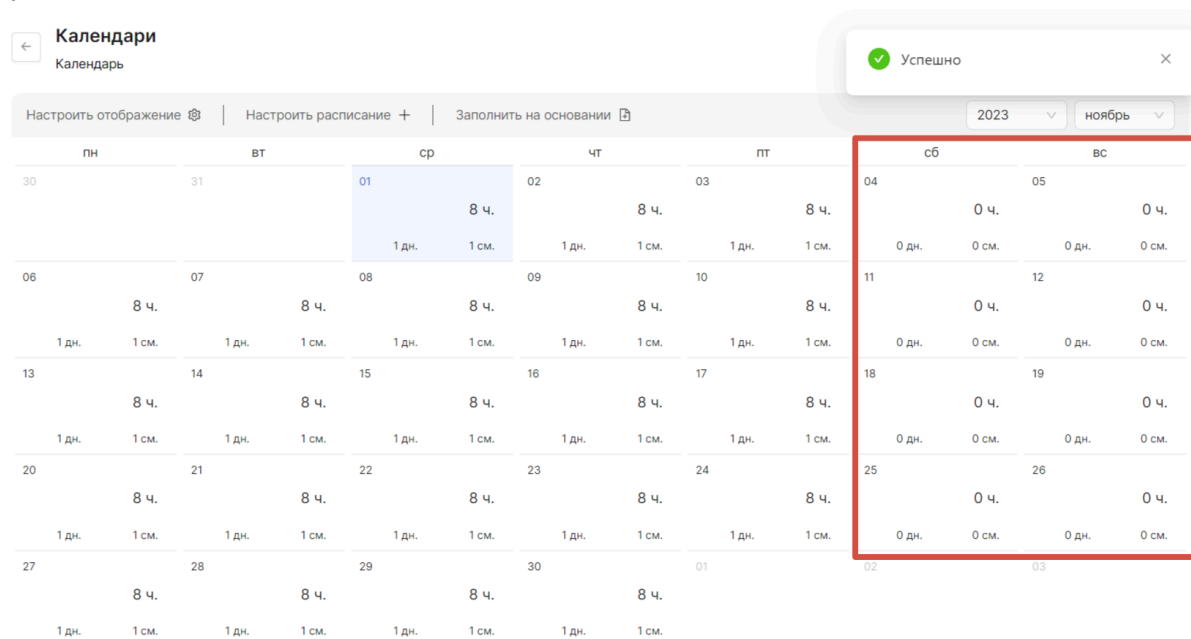 Календари
Календарь
Успешно
Настроить отображение Настроить расписание Заполнить на основании 2023 ноябрь
пн вт ср чт пт сб вс
30 31 01 02 03 04 05
8 ч. 8 ч. 8 ч. 0 ч. 0 ч.
1 дн. 1 см. 1 дн. 1 см. 1 дн. 1 см. 0 дн. 0 см. 0 дн. 0 см.
06 07 08 09 10 11 12
8 ч. 8 ч. 8 ч. 8 ч. 8 ч. 0 ч. 0 ч.
1 дн. 1 см. 1 дн. 1 см. 1 дн. 1 см. 1 дн. 1 см. 1 дн. 1 см. 0 дн. 0 см. 0 дн. 0 см.
13 14 15 16 17 18 19
8 ч. 8 ч. 8 ч. 8 ч. 8 ч. 0 ч. 0 ч.
1 дн. 1 см. 1 дн. 1 см. 1 дн. 1 см. 1 дн. 1 см. 1 дн. 1 см. 0 дн. 0 см. 0 дн. 0 см.
20 21 22 23 24 25 26
8 ч. 8 ч. 8 ч. 8 ч. 8 ч. 0 ч. 0 ч.
1 дн. 1 см. 1 дн. 1 см. 1 дн. 1 см. 1 дн. 1 см. 1 дн. 1 см. 0 дн. 0 см. 0 дн. 0 см.
27 28 29 30 01 02 03
8 ч. 8 ч. 8 ч. 8 ч.
1 дн. 1 см. 1 дн. 1 см. 1 дн. 1 см. 1 дн. 1 см.